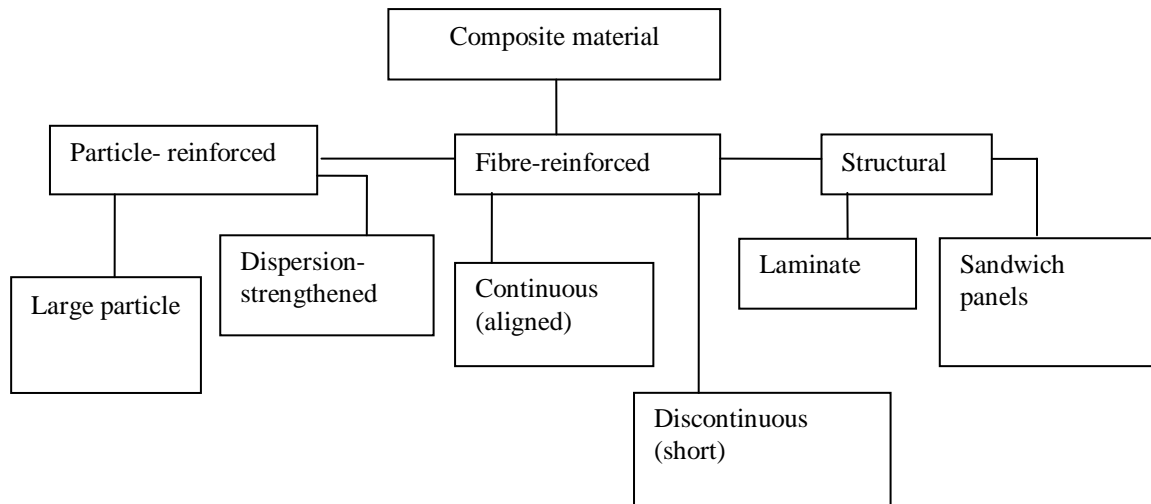 Composite material
Particle- reinforced
Fibre-reinforced
Structural
Large particle
Dispersion-
strengthened
Continuous
(aligned)
Discontinuous
(short)
Laminate
Sandwich
panels